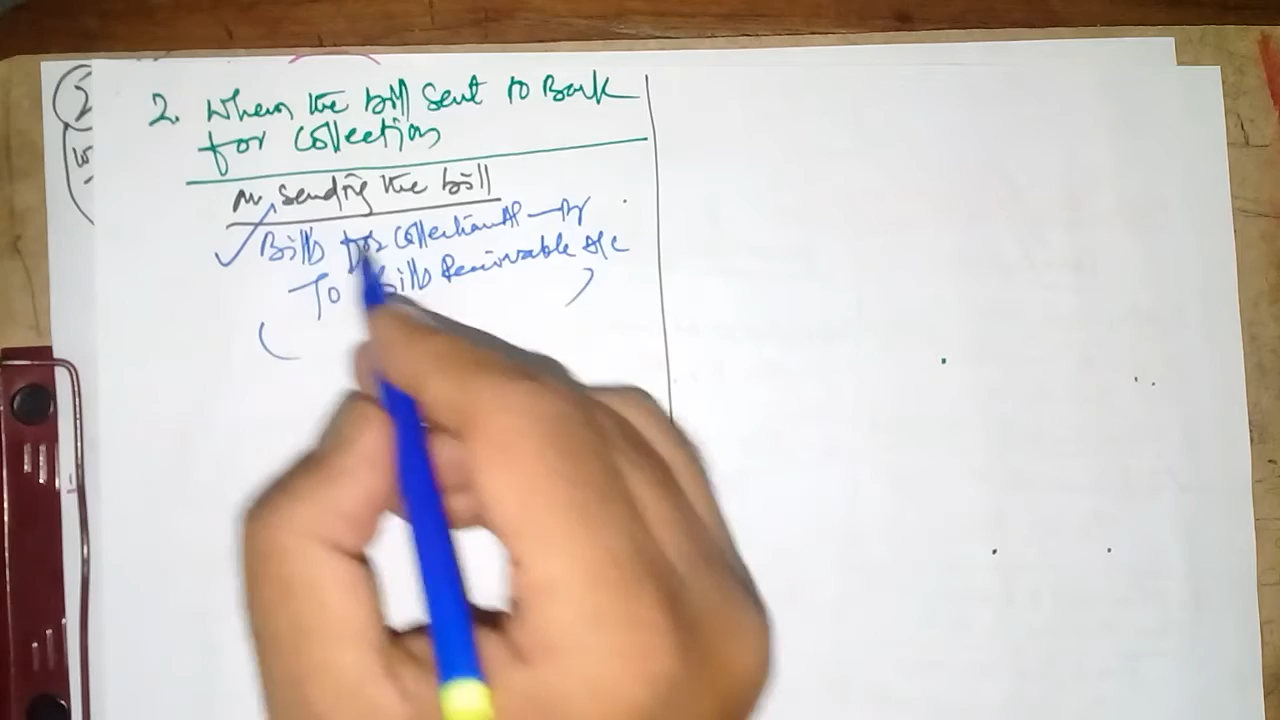 2. When the bill sent to Bank
for collection
on sending the bill
Bills for collection A/c — Dr
To Bills Receivable A/c
(          )
2